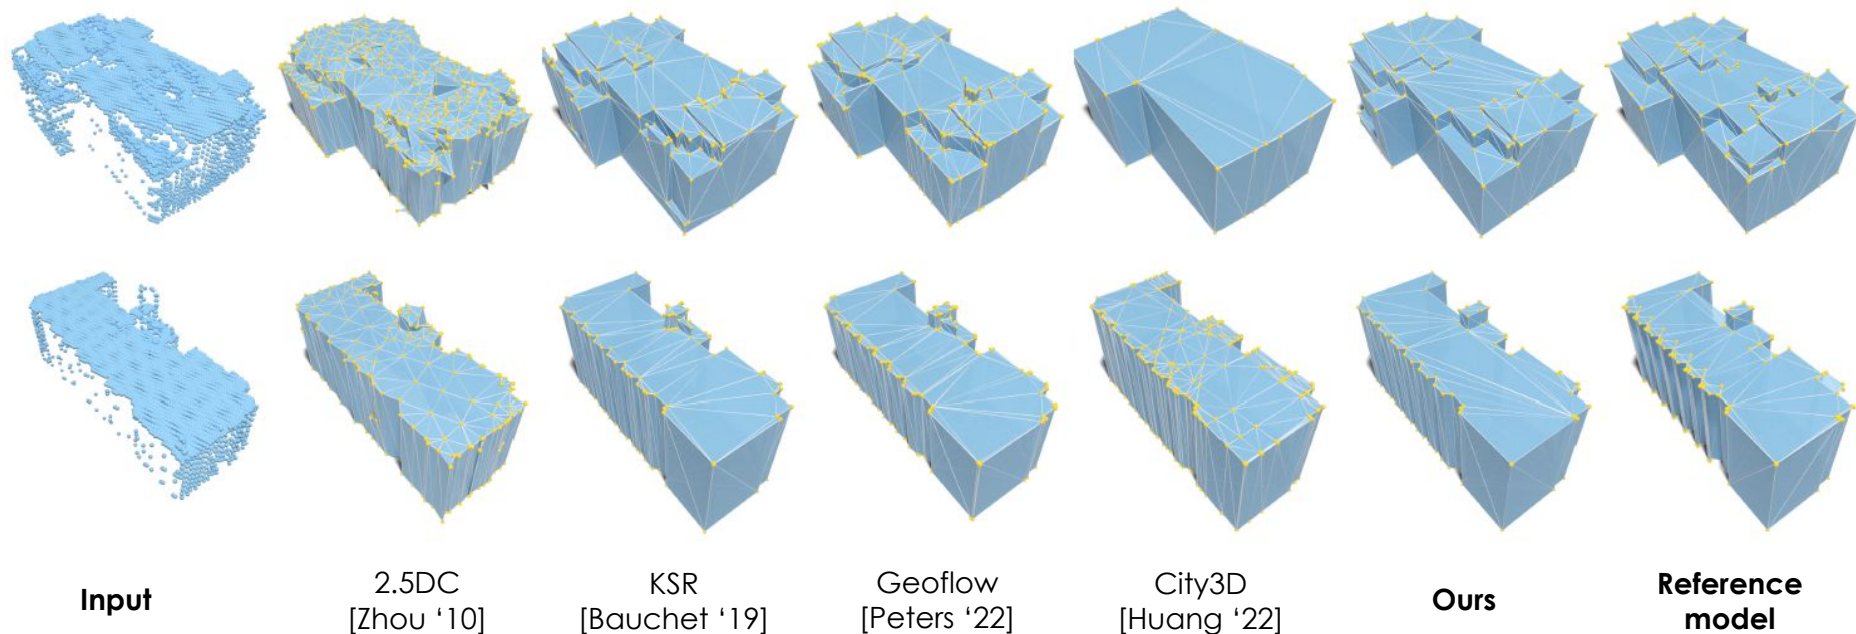 Input
2.5DC
[Zhou ‘10]
KSR
[Bauchet ‘19]
Geoflow
[Peters ‘22]
City3D
[Huang ‘22]
Ours
Reference
model